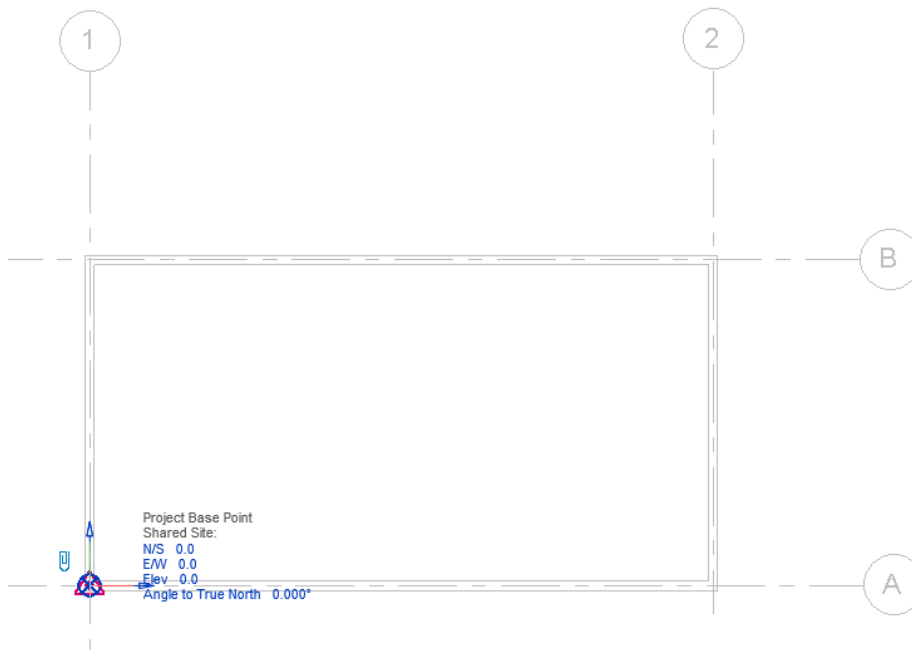 1
2
B
Project Base Point
Shared Site:
N/S 0.0
E/W 0.0
Elev 0.0
Angle to True North 0.000°
A